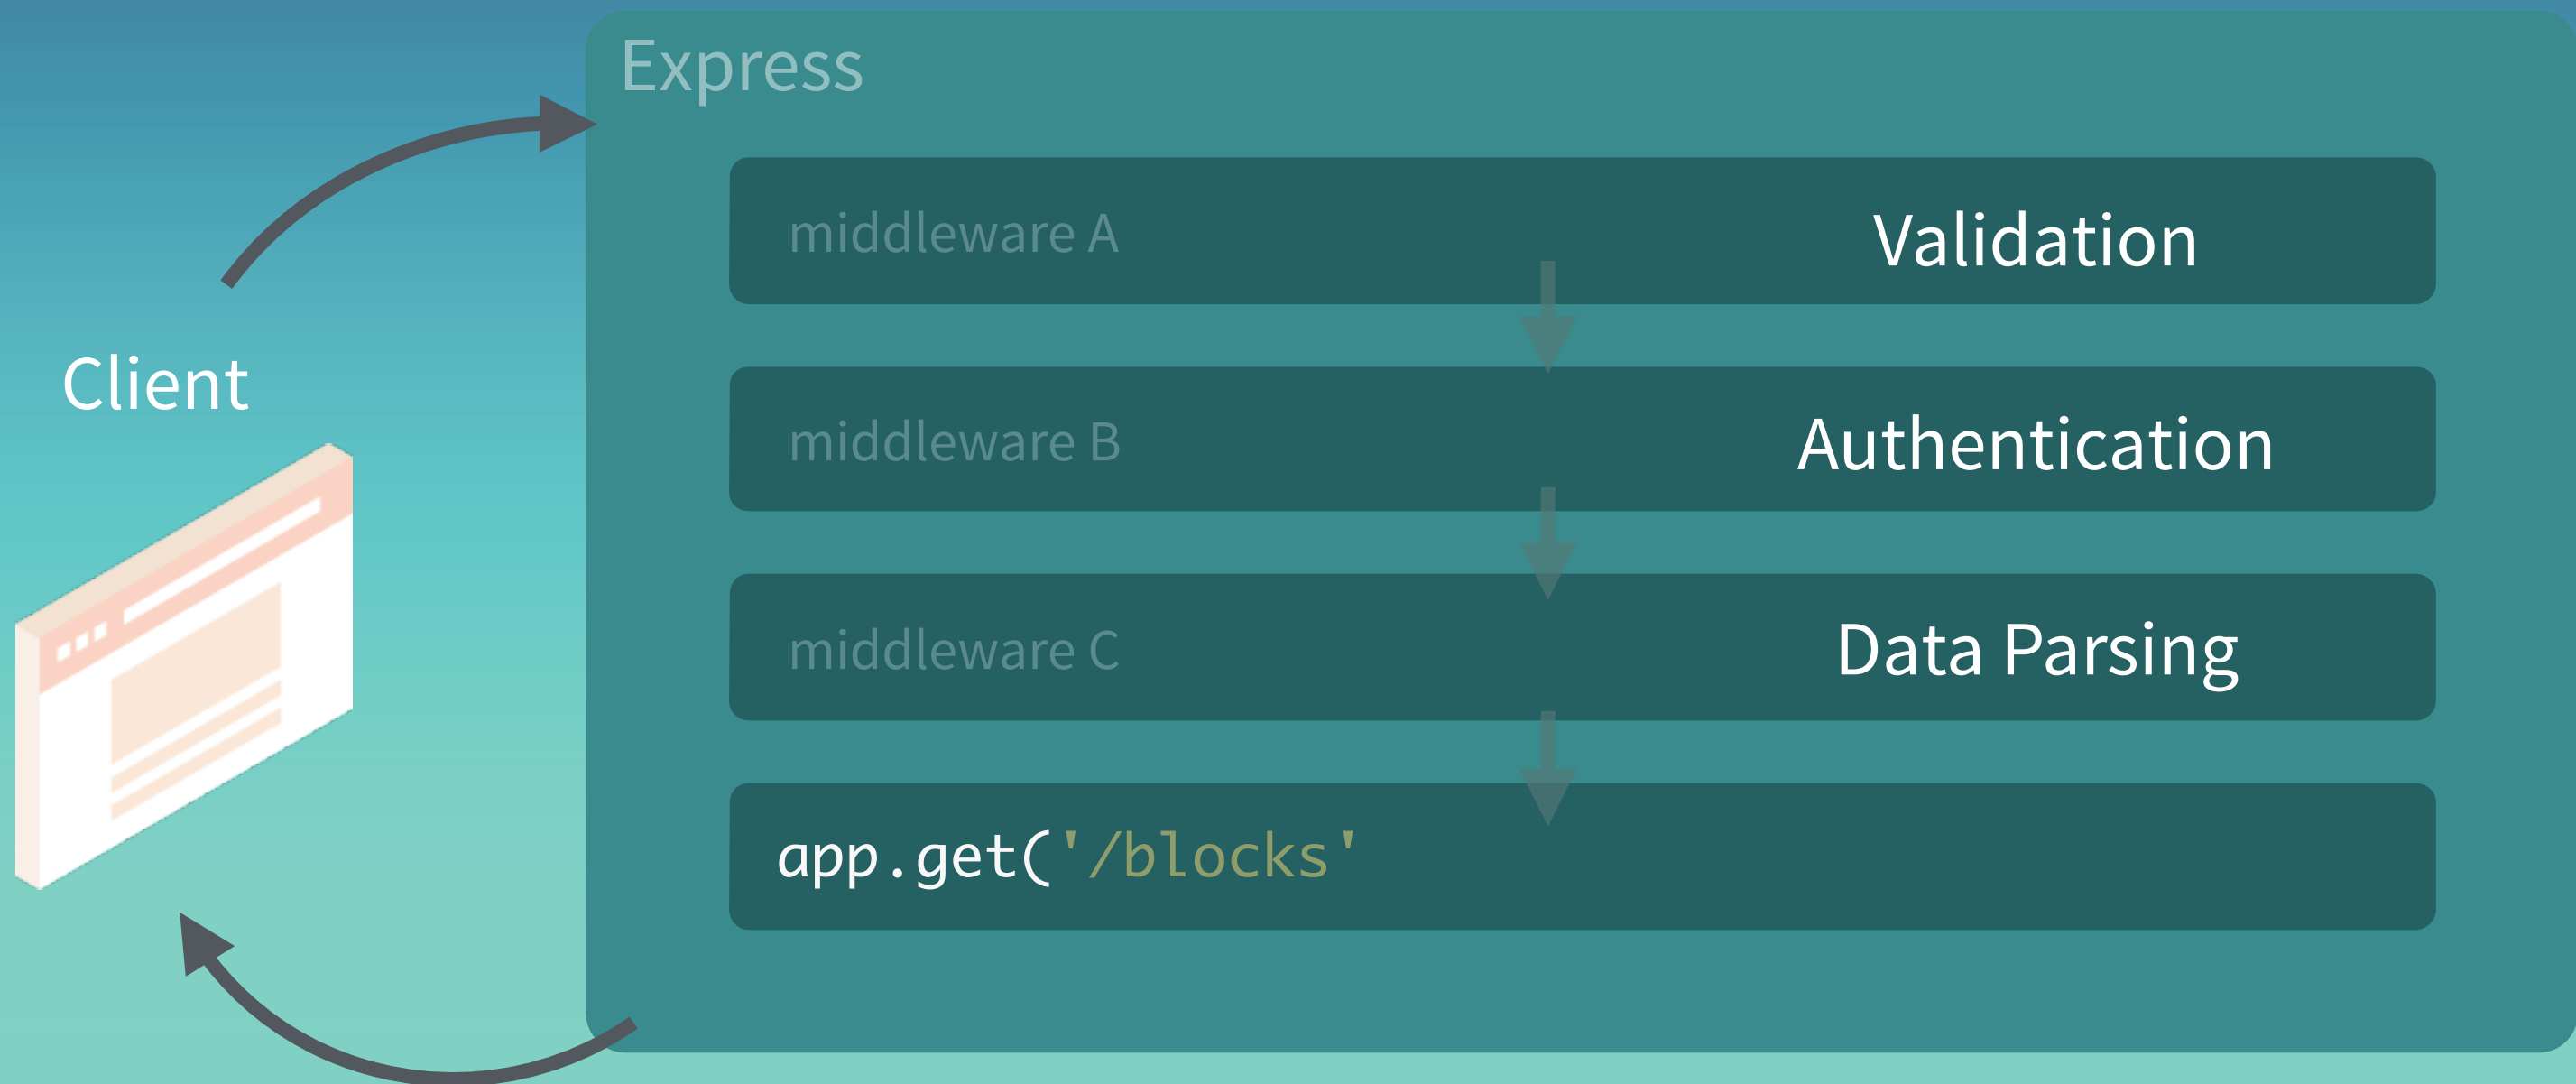 Express
middleware A Validation
Client
middleware B Authentication
middleware C Data Parsing
app.get('/blocks'